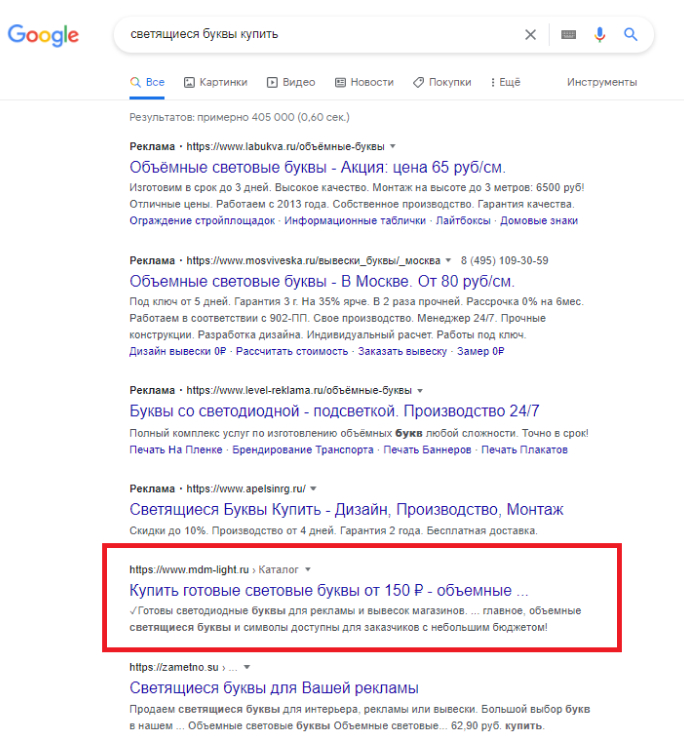 Google
светящиеся буквы купить
Все Картинки Видео Новости Покупки Ещё Инструменты
Результатов: примерно 405 000 (0,60 сек.)
Реклама · https://www.labukva.ru/объёмные-буквы
Объёмные световые буквы - Акция: цена 65 руб/см.
Изготовим в срок до 3 дней. Высокое качество. Монтаж на высоте до 3 метров: 6500 руб!
Отличные цены. Работаем с 2013 года. Собственное производство. Гарантия качества.
Ограждение стройплощадок · Информационные таблички · Лайтбоксы · Домовые знаки
Реклама · https://www.mosviveska.ru/вывески_буквы/_москва 8 (495) 109-30-59
Объемные световые буквы - В Москве. От 80 руб/см.
Под ключ от 5 дней. Гарантия 3 г. На 35% ярче. В 2 раза прочней. Рассрочка 0% на 6мес.
Работаем в соответствии с 902-ПП. Свое производство. Менеджер 24/7. Прочные
конструкции. Разработка дизайна. Индивидуальный расчет. Работы под ключ.
Дизайн вывески 0₽ · Рассчитать стоимость · Заказать вывеску · Замер 0₽
Реклама · https://www.level-reklama.ru/объёмные-буквы
Буквы со светодиодной - подсветкой. Производство 24/7
Полный комплекс услуг по изготовлению объёмных букв любой сложности. Точно в срок!
Печать На Пленке · Брендирование Транспорта · Печать Баннеров · Печать Плакатов
Реклама · https://www.apelsinrg.ru/
Светящиеся Буквы Купить - Дизайн, Производство, Монтаж
Скидки до 10%. Производство от 4 дней. Гарантия 2 года. Бесплатная доставка.
https://www.mdm-light.ru › Каталог
Купить готовые световые буквы от 150 ₽ - объемные ...
✓Готовы светодиодные буквы для рекламы и вывесок магазинов. ... главное, объемные
светящиеся буквы и символы доступны для заказчиков с небольшим бюджетом!
https://zametno.su › ...
Светящиеся буквы для Вашей рекламы
Продаем светящиеся буквы для интерьера, рекламы или вывески. Большой выбор букв
в нашем ... Объемные световые буквы Объемные световые... 62,90 руб. купить.